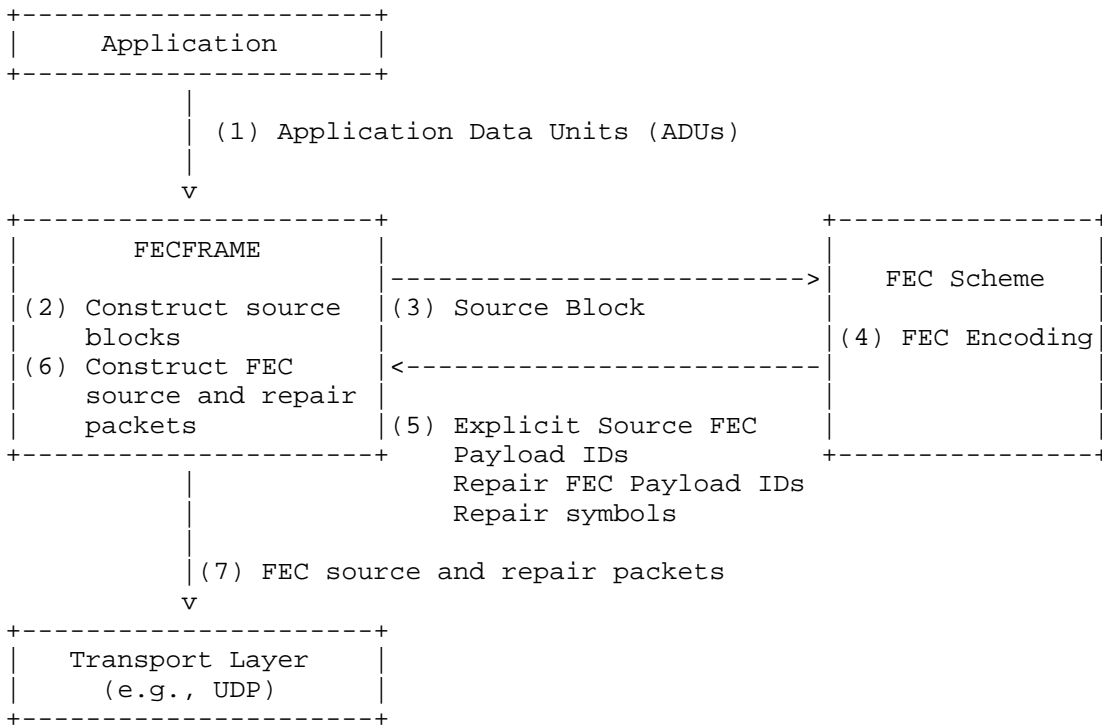 Application
(1) Application Data Units (ADUs)
v
FECFRAME
FEC Scheme
(2) Construct source
blocks
(3) Source Block
(4) FEC Encoding
(6) Construct FEC
source and repair
packets
(5) Explicit Source FEC
Payload IDs
Repair FEC Payload IDs
Repair symbols
(7) FEC source and repair packets
v
Transport Layer
(e.g., UDP)